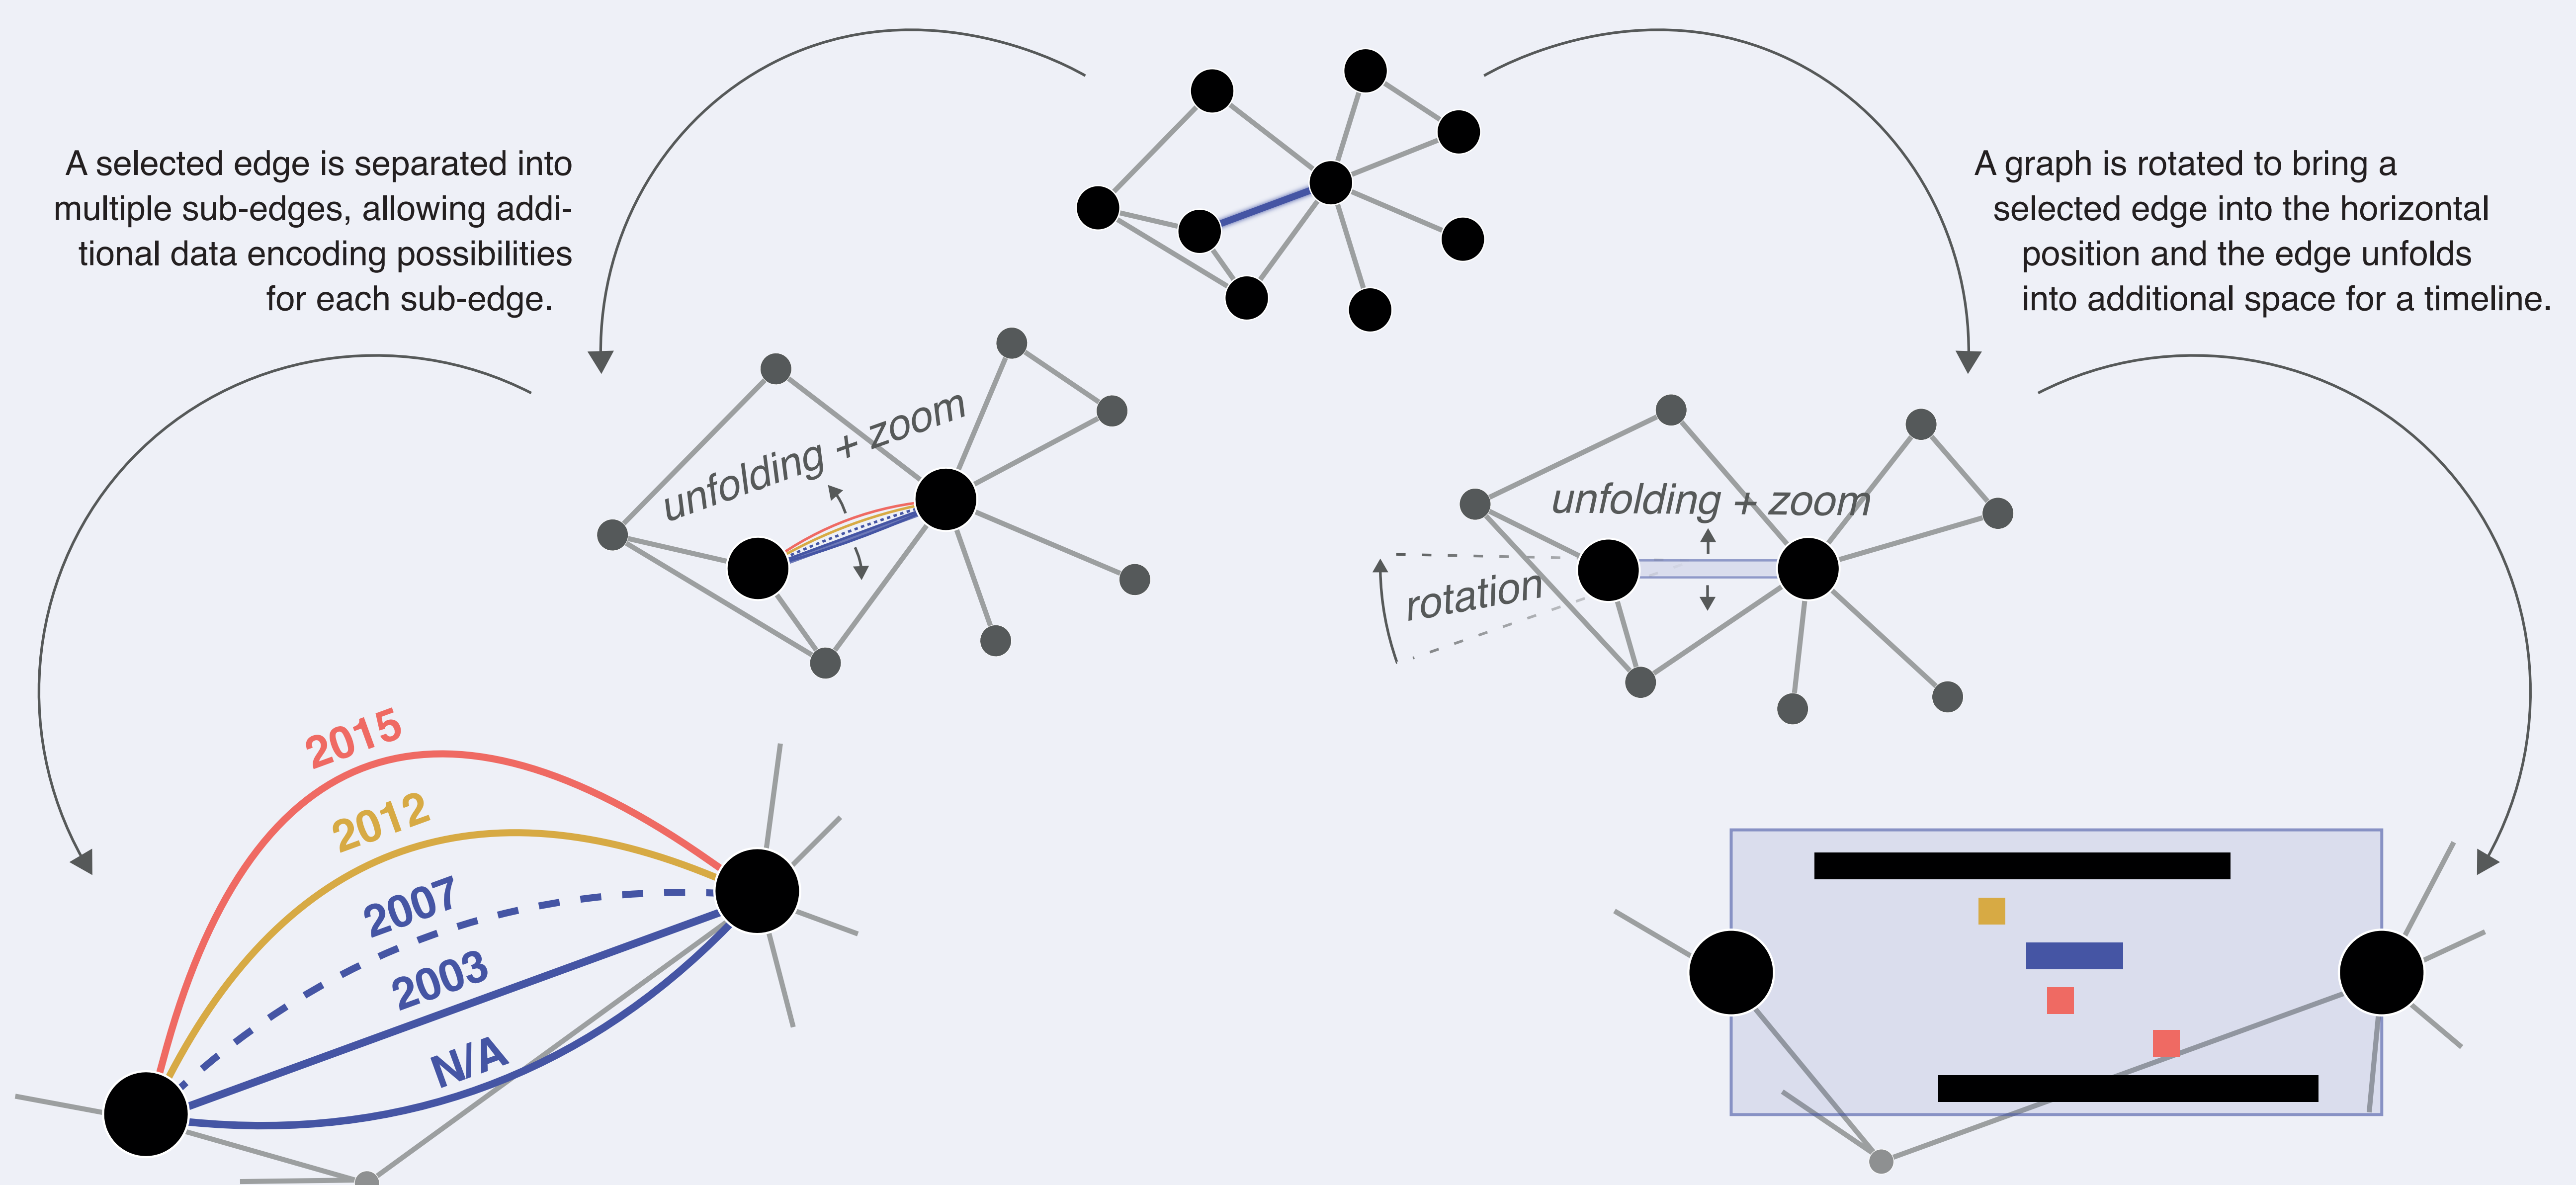 A selected edge is separated into
multiple sub-edges, allowing addi-
tional data encoding possibilities
for each sub-edge.
A graph is rotated to bring a
selected edge into the horizontal
position and the edge unfolds
into additional space for a timeline.
unfolding + zoom
unfolding + zoom
rotation
2015
2012
2007
2003
N/A